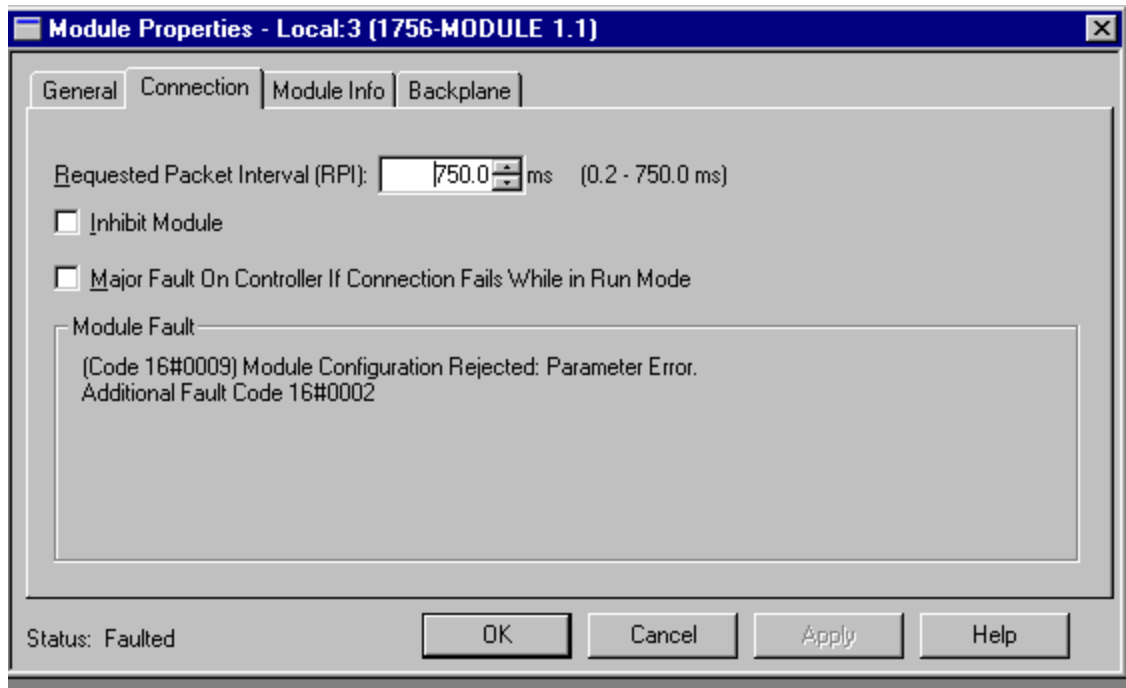 Module Properties - Local:3 (1756-MODULE 1.1)
General Connection Module Info Backplane
Requested Packet Interval (RPI): 750.0 ms (0.2 - 750.0 ms)
Inhibit Module
Major Fault On Controller If Connection Fails While in Run Mode
Module Fault
(Code 16#0009) Module Configuration Rejected: Parameter Error.
Additional Fault Code 16#0002
Status: Faulted OK Cancel Apply Help